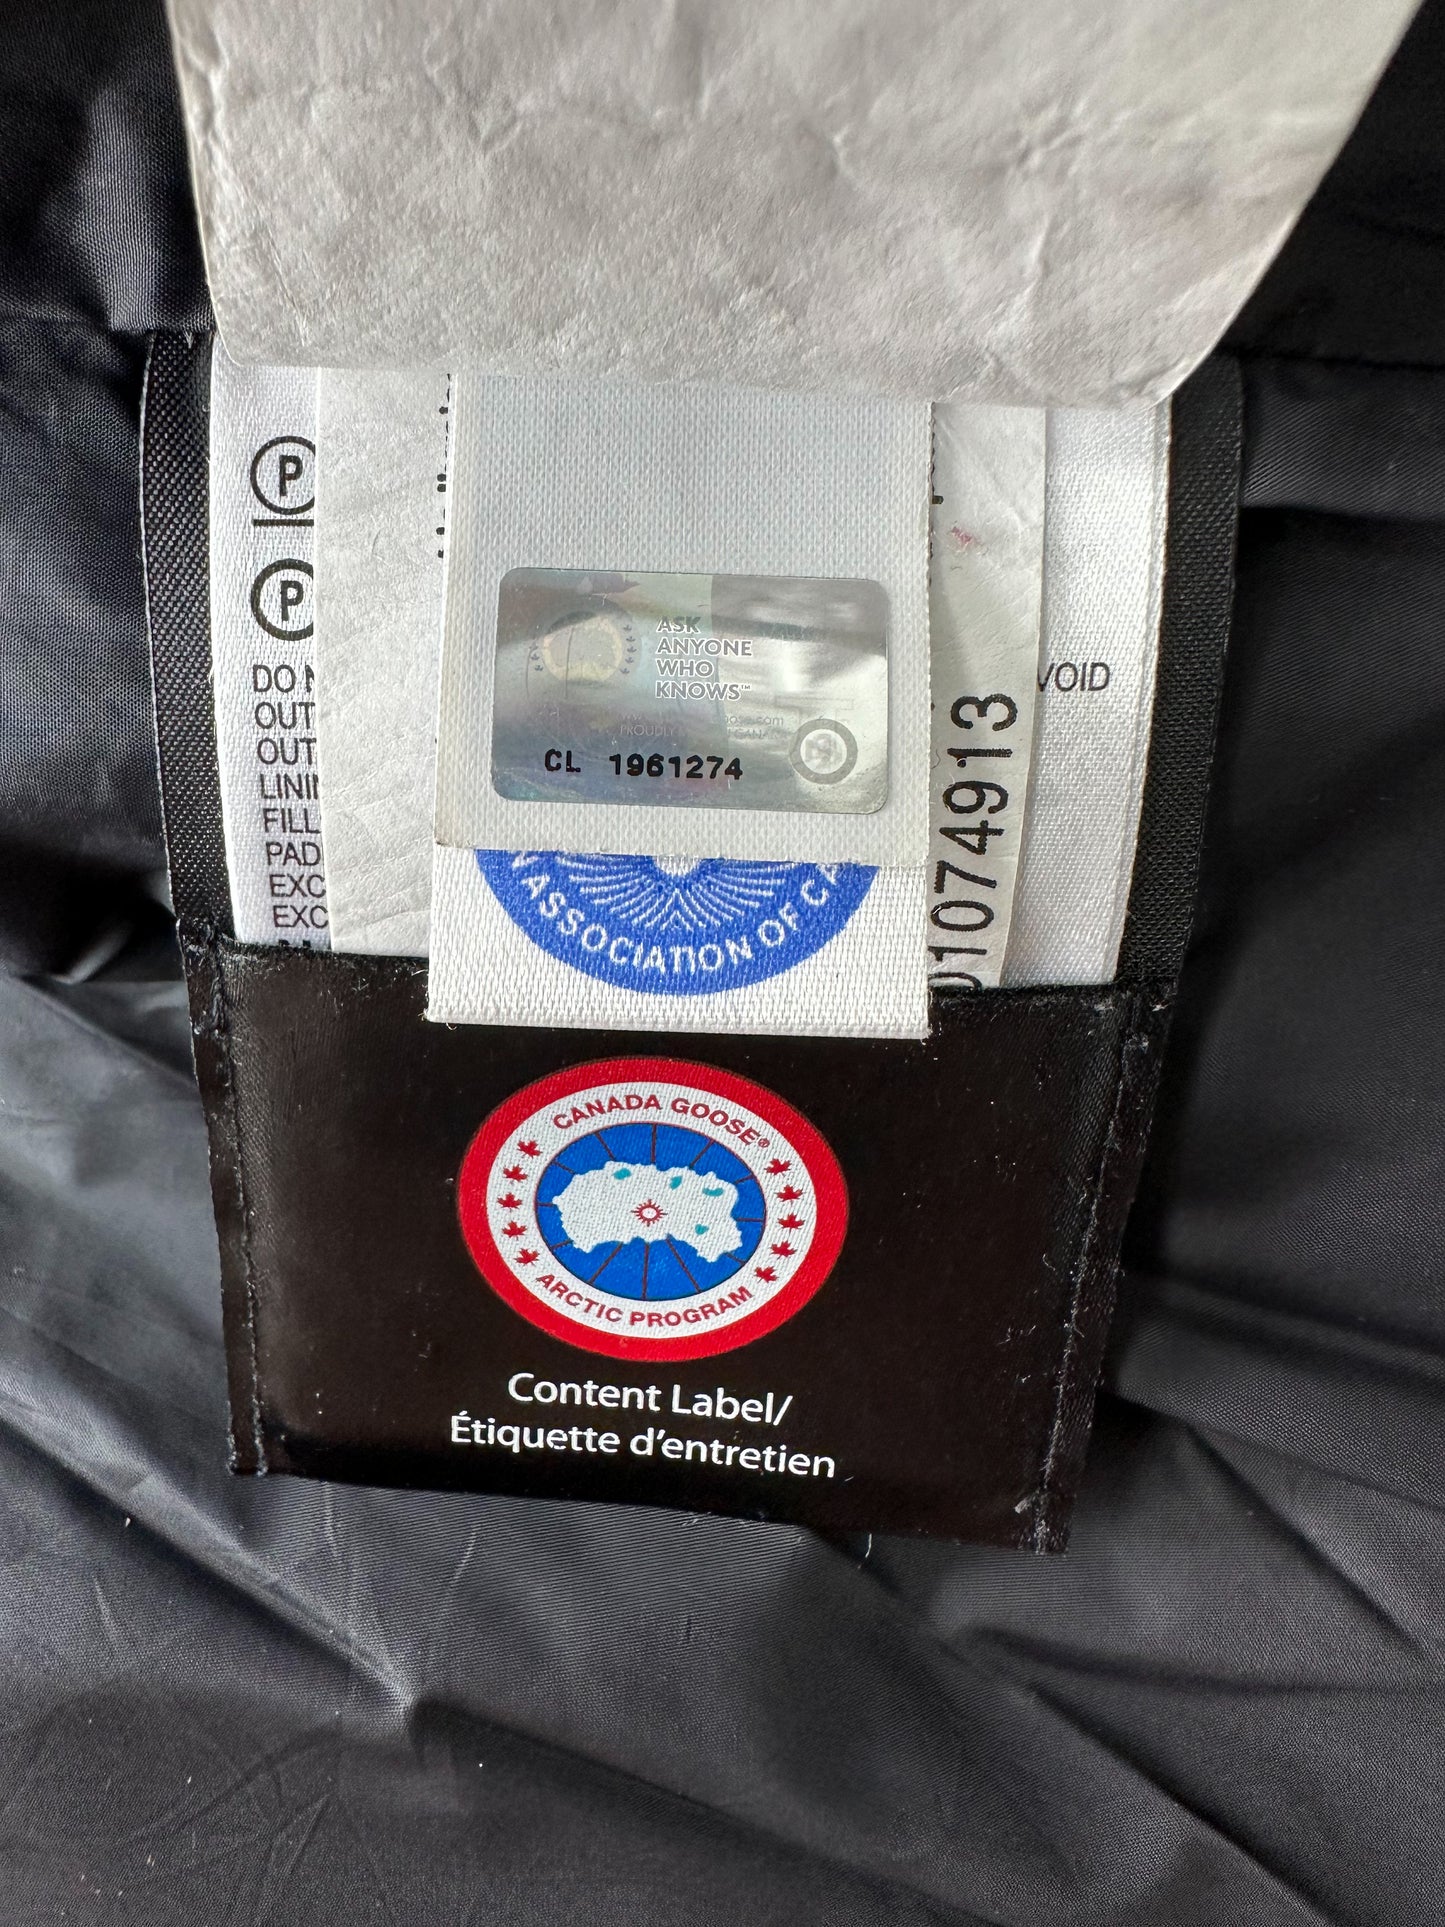 P
P
DO N
OUT
OUT
LINI
FILL
PAD
EXC
EXC
ASK
ANYONE
WHO
KNOWS™
CL 1961274
ASSOCIATION OF CA
01074913
VOID
CANADA GOOSE®
ARCTIC PROGRAM
Content Label/
Étiquette d'entretien